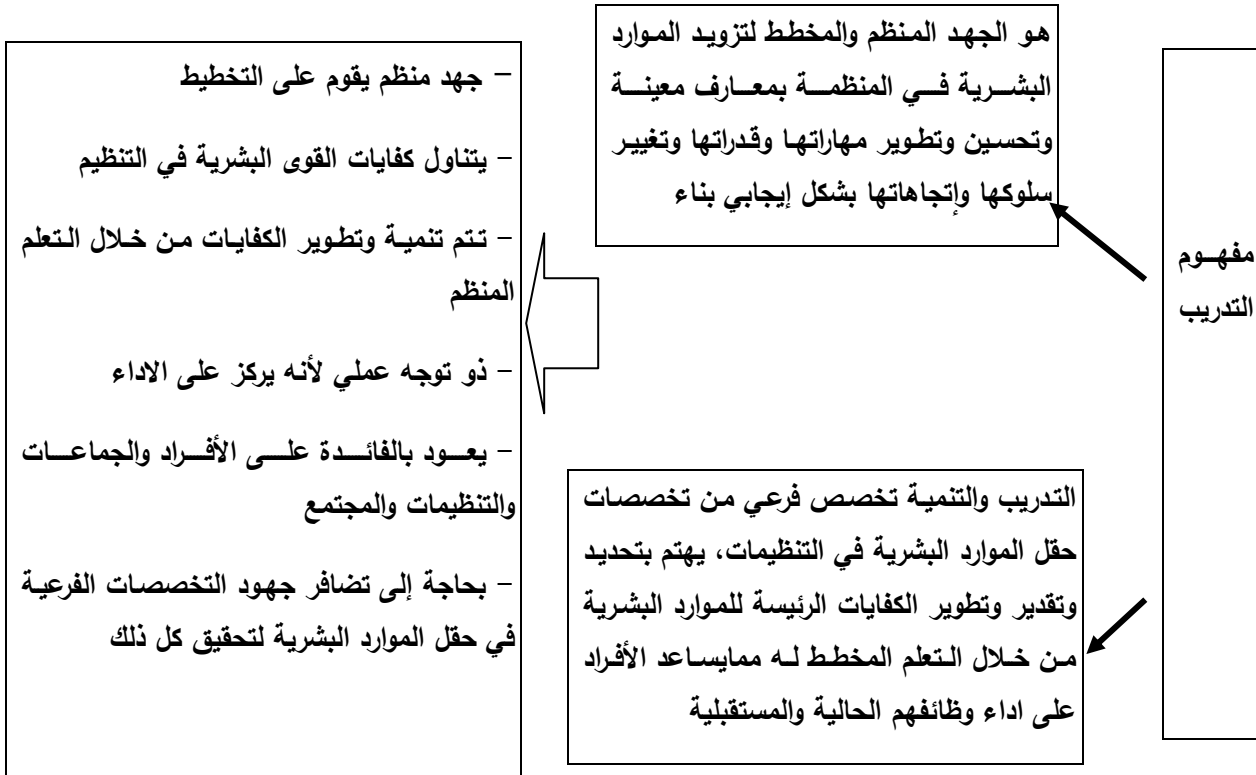 مفهوم
التدريب
هو الجهد المنظم والمخطط لتزويد الموارد
البشرية في المنظمة بمعارف معينة
وتحسين وتطوير مهاراتها وقدراتها وتغيير
سلوكها وإتجاهاتها بشكل إيجابي بناء
التدريب والتنمية تخصص فرعي من تخصصات
حقل الموارد البشرية في التنظيمات، يهتم بتحديد
وتقدير وتطوير الكفايات الرئيسة للموارد البشرية
من خلال التعلم المخطط له ممايساعد الأفراد
على اداء وظائفهم الحالية والمستقبلية
– جهد منظم يقوم على التخطيط
– يتناول كفايات القوى البشرية في التنظيم
– تتم تنمية وتطوير الكفايات من خلال التعلم
المنظم
– ذو توجه عملي لأنه يركز على الاداء
– يعود بالفائدة على الأفراد والجماعات
والتنظيمات والمجتمع
– بحاجة إلى تضافر جهود التخصصات الفرعية
في حقل الموارد البشرية لتحقيق كل ذلك